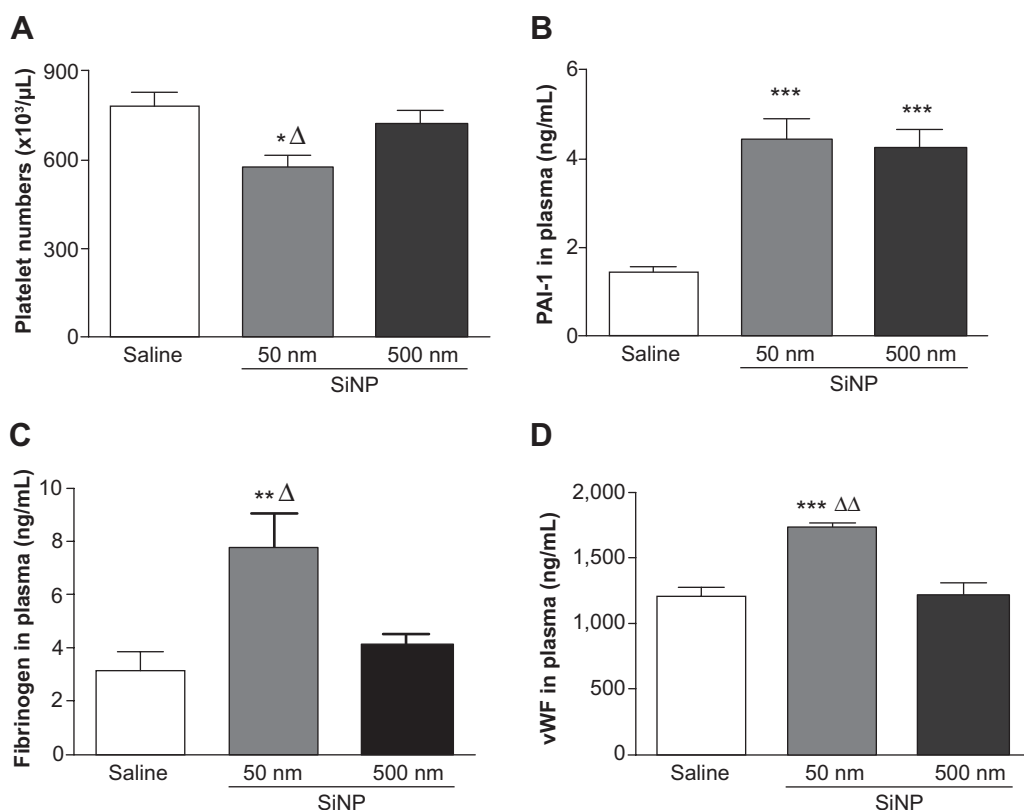 A
Platelet numbers (x10³/µL)
900
600
300
0
* Δ
Saline
50 nm
500 nm
SiNP
B
PAI-1 in plasma (ng/mL)
6
4
2
0
***
***
Saline
50 nm
500 nm
SiNP
C
Fibrinogen in plasma (ng/mL)
10
8
6
4
2
0
** Δ
Saline
50 nm
500 nm
SiNP
D
vWF in plasma (ng/mL)
2,000
1,500
1,000
500
0
*** ΔΔ
Saline
50 nm
500 nm
SiNP